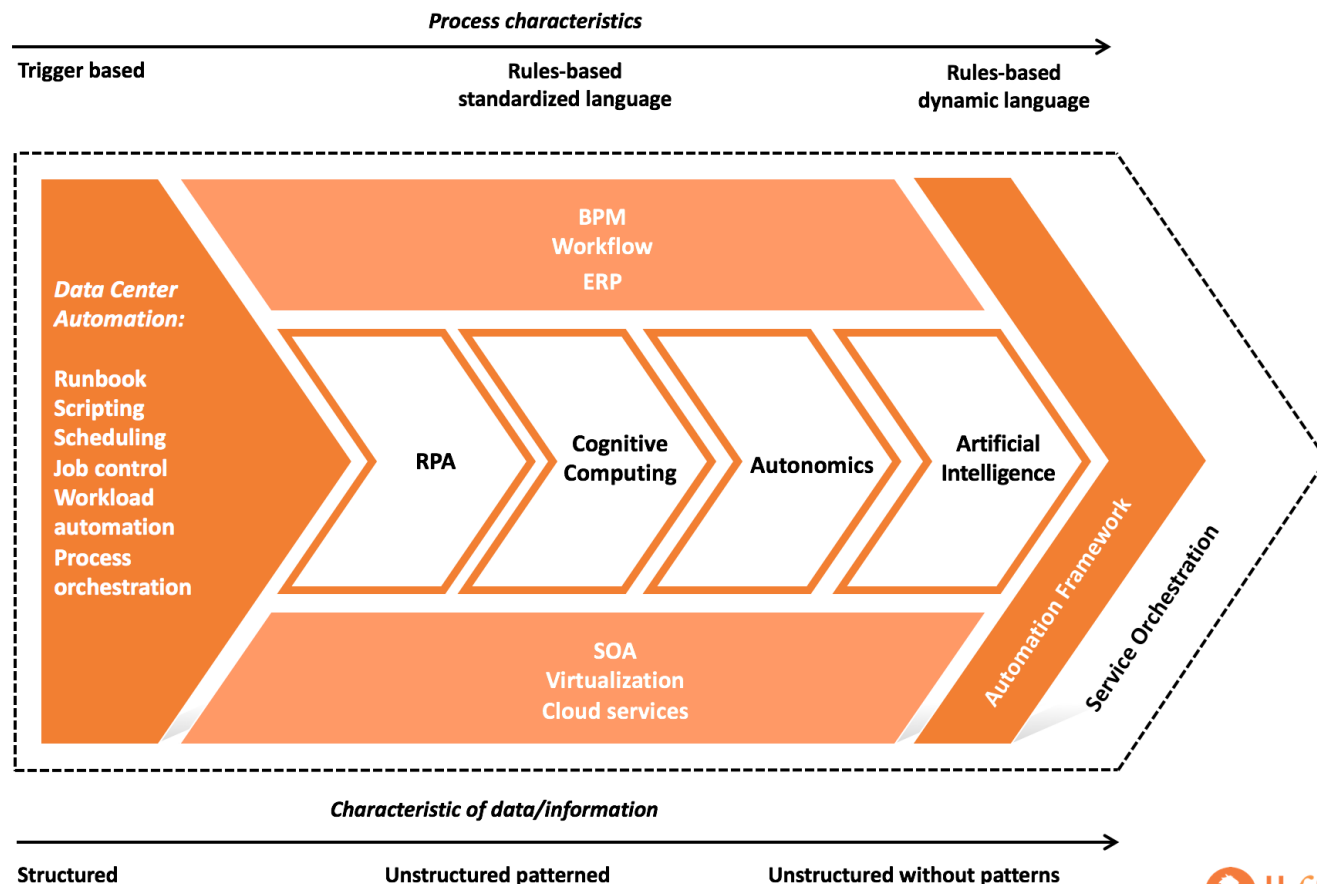 Process characteristics
Trigger based
Rules-based
standardized language
Rules-based
dynamic language
Data Center
Automation:
Runbook
Scripting
Scheduling
Job control
Workload
automation
Process
orchestration
BPM
Workflow
ERP
RPA
Cognitive
Computing
Autonomics
Artificial
Intelligence
SOA
Virtualization
Cloud services
Automation Framework
Service Orchestration
Characteristic of data/information
Structured
Unstructured patterned
Unstructured without patterns